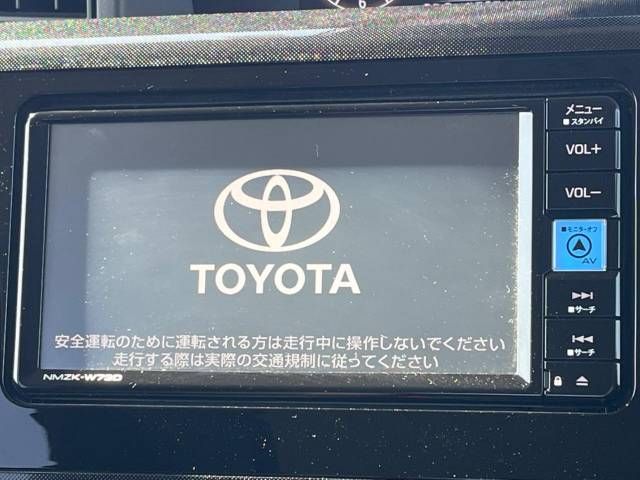 6
メニュー
■スタンバイ
VOL+
VOL−
■モニターオフ
AV
TOYOTA
安全運転のために運転される方は走行中に操作しないでください
走行する際は実際の交通規制に従ってください
■サーチ
■サーチ
NMZK-W72D